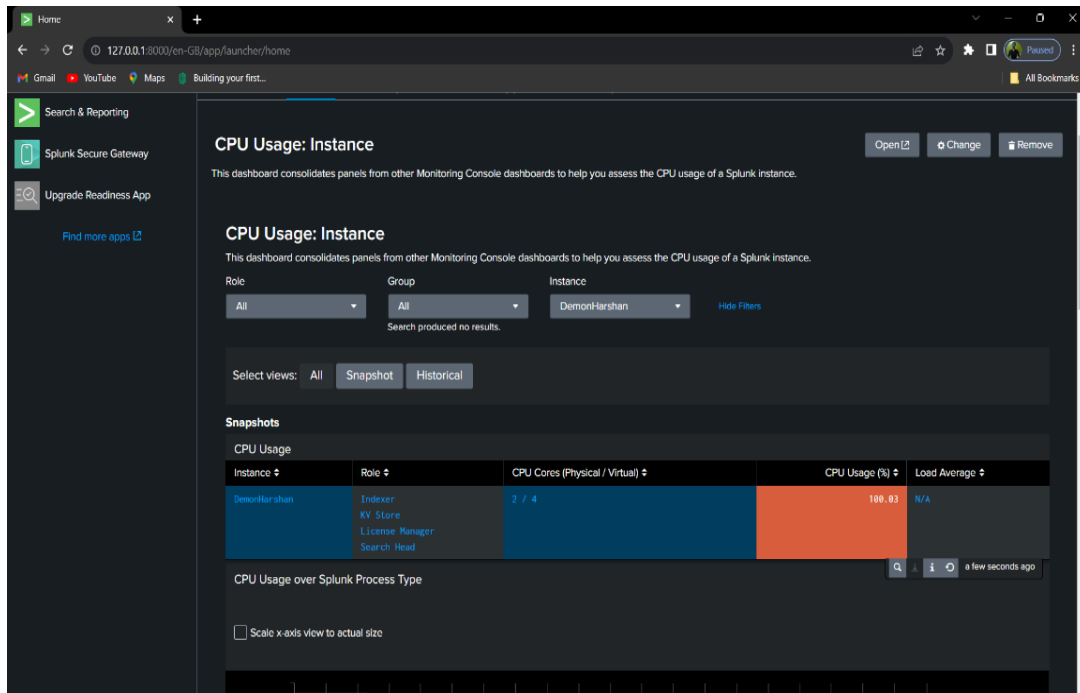 Home
127.0.0.1:8000/en-GB/app/launcher/home
Paused
Gmail YouTube Maps Building your first...
All Bookmarks
Search & Reporting
Splunk Secure Gateway
Upgrade Readiness App
Find more apps
CPU Usage: Instance
Open Change Remove
This dashboard consolidates panels from other Monitoring Console dashboards to help you assess the CPU usage of a Splunk instance.
CPU Usage: Instance
This dashboard consolidates panels from other Monitoring Console dashboards to help you assess the CPU usage of a Splunk instance.
Role Group Instance
All All DemonHarshan Hide Filters
Search produced no results.
Select views: All Snapshot Historical
Snapshots
CPU Usage
Instance Role CPU Cores (Physical / Virtual) CPU Usage (%) Load Average
DemonHarshan Indexer 2 / 4 100.03 N/A
KV Store
License Manager
Search Head
a few seconds ago
CPU Usage over Splunk Process Type
Scale x-axis view to actual size